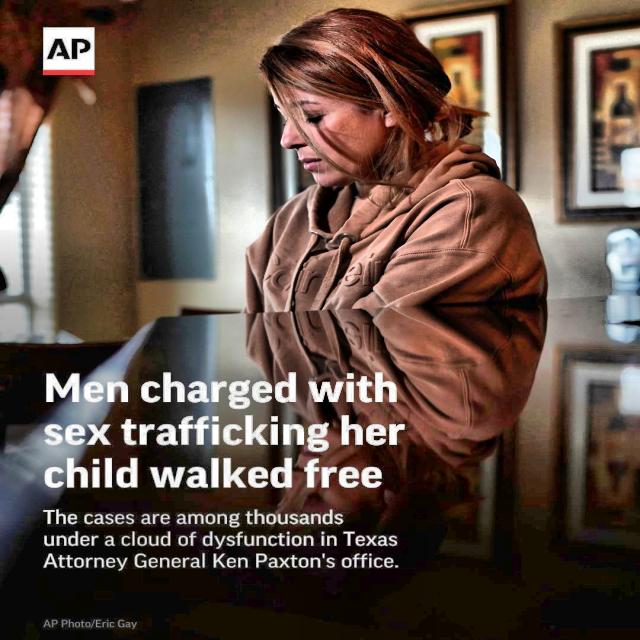 AP
Men charged with
sex trafficking her
child walked free
The cases are among thousands
under a cloud of dysfunction in Texas
Attorney General Ken Paxton's office.
AP Photo/Eric Gay